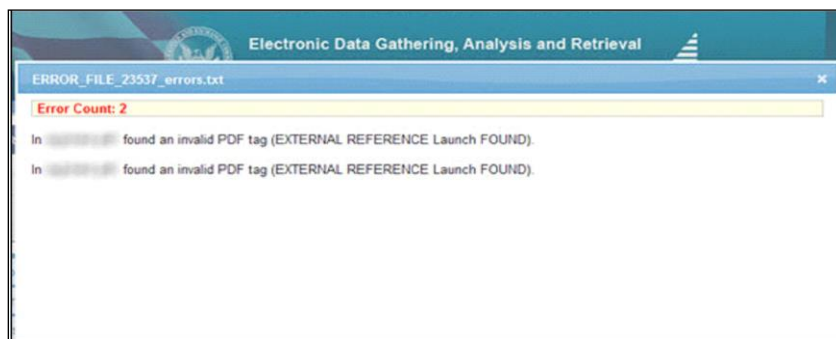 Electronic Data Gathering, Analysis and Retrieval
ERROR_FILE_23537_errors.txt
Error Count: 2
In found an invalid PDF tag (EXTERNAL REFERENCE Launch FOUND).
In found an invalid PDF tag (EXTERNAL REFERENCE Launch FOUND).